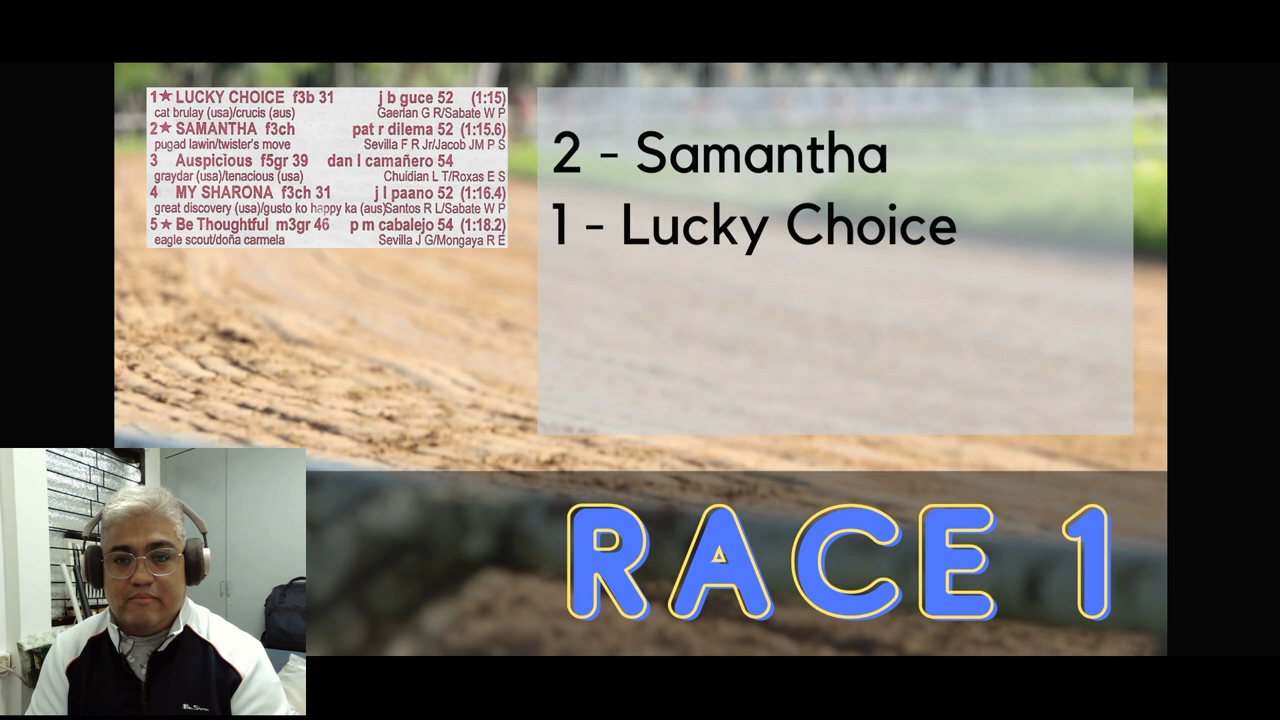 1★ LUCKY CHOICE f3b 31 j b guce 52 (1:15)
cat brulay (usa)/crucis (aus) Gaerlan G R/Sabate W P
2★ SAMANTHA f3ch pat r dilema 52 (1:15.6)
pugad lawin/twister's move Sevilla F R Jr/Jacob JM P S
3 Auspicious f5gr 39 dan l camañero 54
graydar (usa)/tenacious (usa) Chuidian L T/Roxas E S
4 MY SHARONA f3ch 31 j l paano 52 (1:16.4)
great discovery (usa)/gusto ko happy ka (aus)Santos R L/Sabate W P
5★ Be Thoughtful m3gr 46 p m cabalejo 54 (1:18.2)
eagle scout/doña carmela Sevilla J G/Mongaya R E
2 - Samantha
1 - Lucky Choice
RACE 1